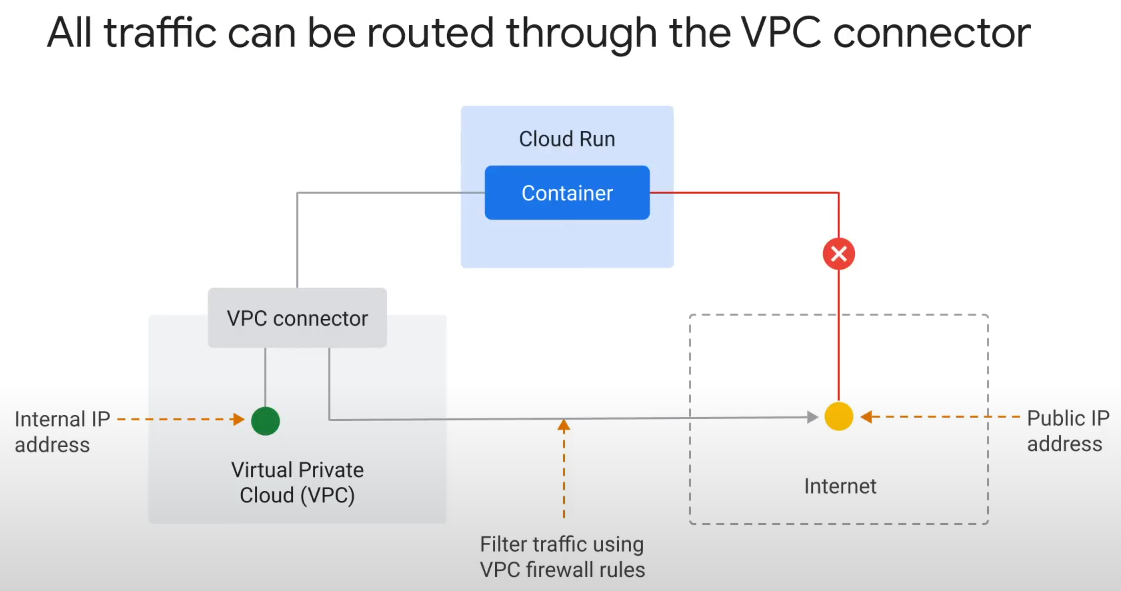 All traffic can be routed through the VPC connector
Cloud Run
Container
VPC connector
Internal IP
address
Virtual Private
Cloud (VPC)
Public IP
address
Internet
Filter traffic using
VPC firewall rules